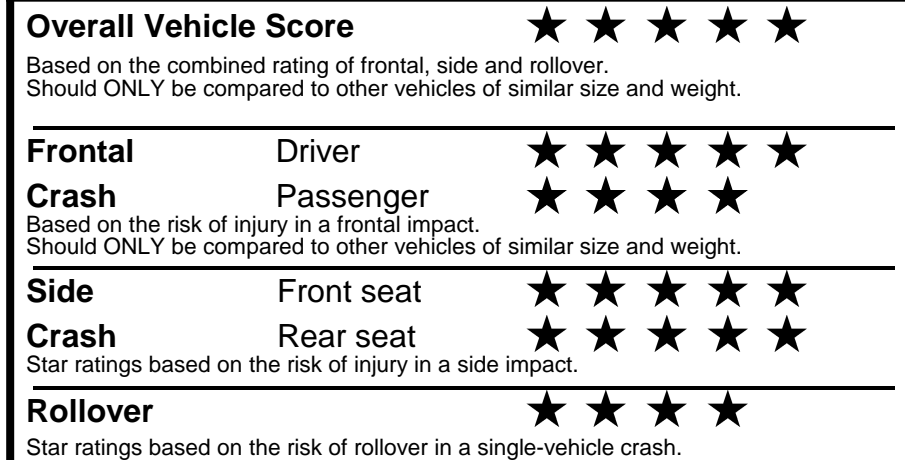 Overall Vehicle Score ★ ★ ★ ★ ★
Based on the combined rating of frontal, side and rollover.
Should ONLY be compared to other vehicles of similar size and weight.
Frontal Driver ★ ★ ★ ★ ★
Crash Passenger ★ ★ ★ ★
Based on the risk of injury in a frontal impact.
Should ONLY be compared to other vehicles of similar size and weight.
Side Front seat ★ ★ ★ ★ ★
Crash Rear seat ★ ★ ★ ★ ★
Star ratings based on the risk of injury in a side impact.
Rollover ★ ★ ★ ★
Star ratings based on the risk of rollover in a single-vehicle crash.